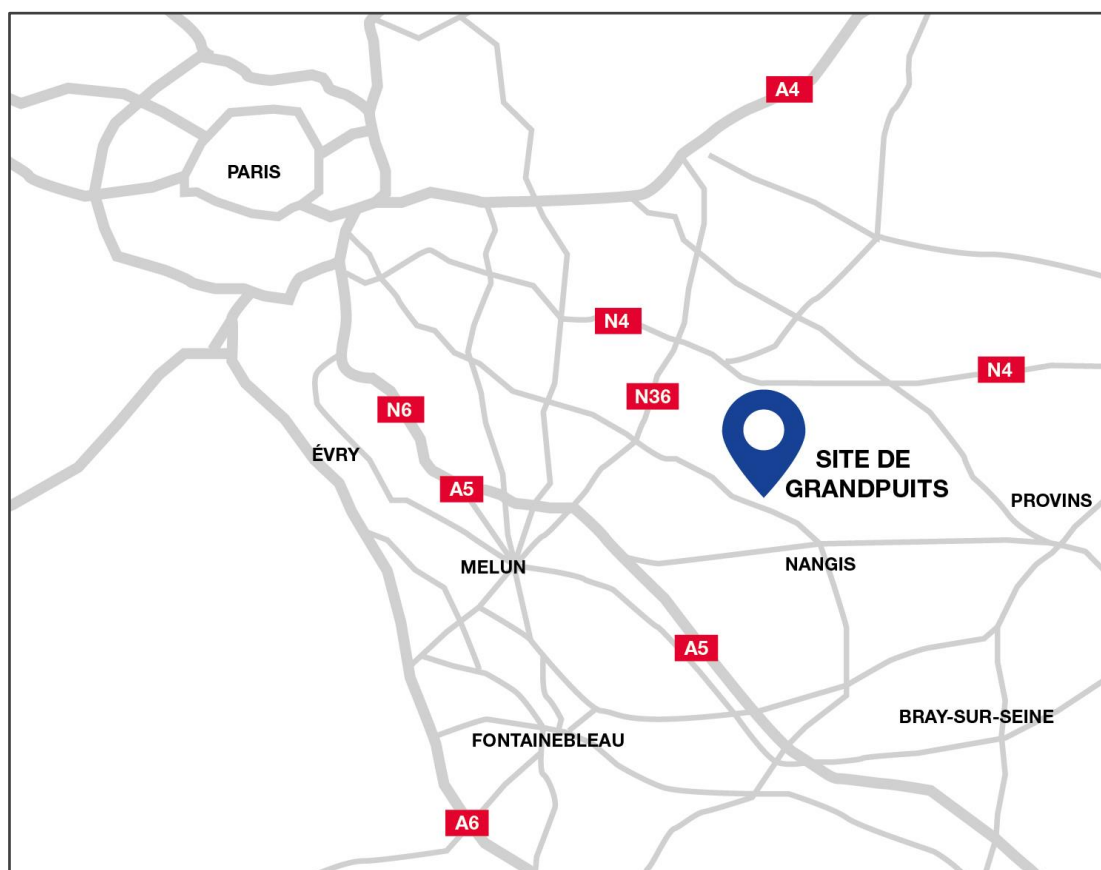 A4
PARIS
N4
N4
N36
N6
ÉVRY
SITE DE
GRANDPUITS
A5
PROVINS
MELUN
NANGIS
A5
BRAY-SUR-SEINE
FONTAINEBLEAU
A6